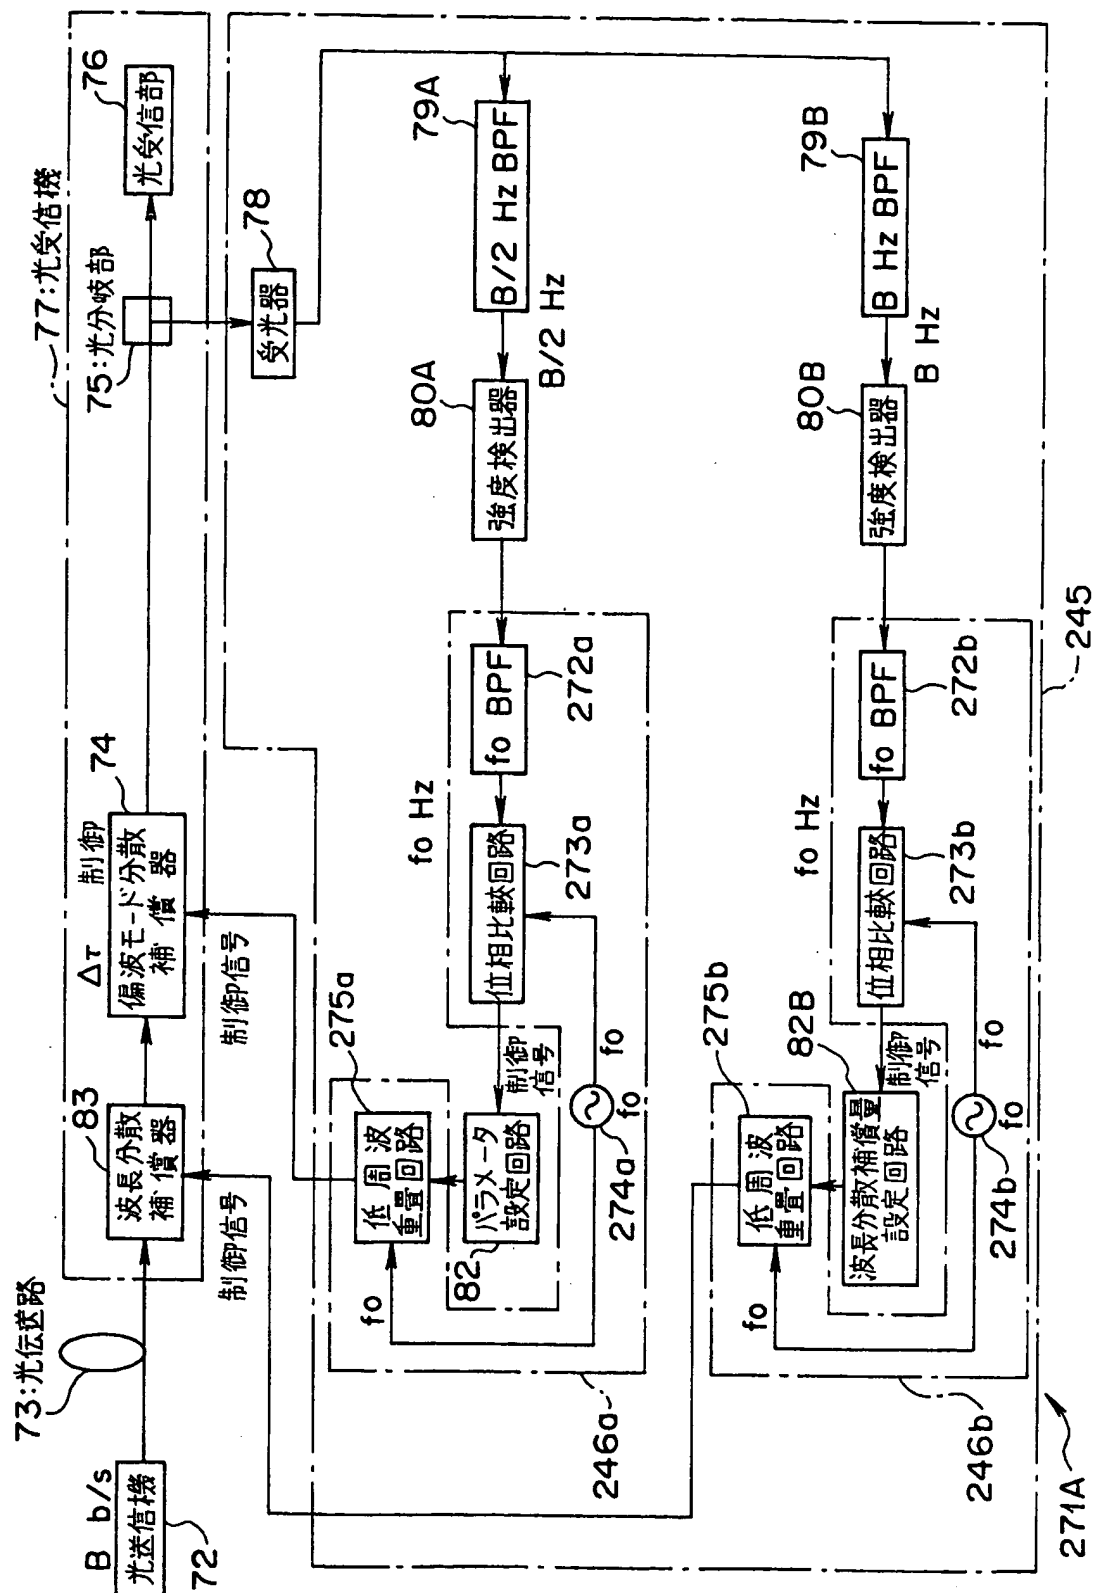 B b/s
光送信機
72
73:光伝送路
83
波長分散
補償器
制御信号
Δτ 制御
74
偏波モード分散
補償器
制御信号
75:光分岐部
77:光受信機
76
光受信部
78
受光器
79A
B/2 Hz BPF
B/2 Hz
80A
強度検出器
fo Hz
fo BPF
272a
位相比較回路
273a
制御
信号
275a
低周波
重畳回路
パラメータ
設定回路
82
fo
fo
fo
274a
246a
79B
B Hz BPF
B Hz
80B
強度検出器
fo Hz
fo BPF
272b
位相比較回路
273b
制御
信号
82B
275b
低周波
重畳回路
波長分散補償量
設定回路
fo
fo
fo
274b
246b
245
271A